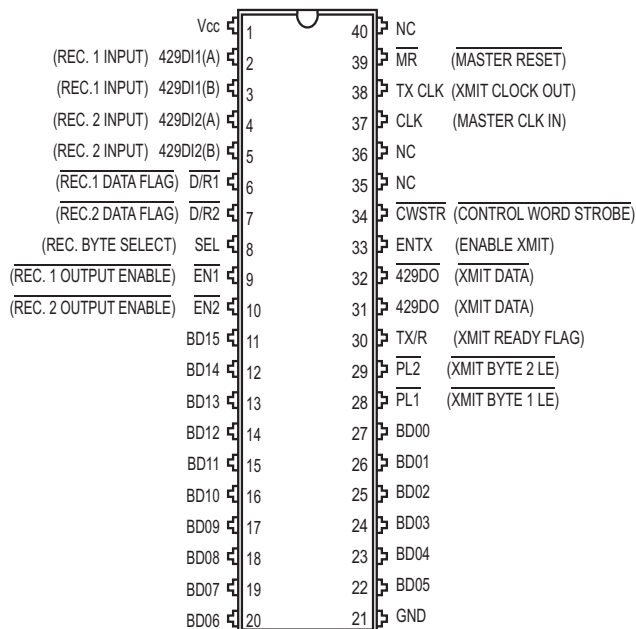 Vcc 1 40 NC
(REC. 1 INPUT) 429DI1(A) 2 39 MR (MASTER RESET)
(REC.1 INPUT) 429DI1(B) 3 38 TX CLK (XMIT CLOCK OUT)
(REC. 2 INPUT) 429DI2(A) 4 37 CLK (MASTER CLK IN)
(REC. 2 INPUT) 429DI2(B) 5 36 NC
(REC.1 DATA FLAG) D/R1 6 35 NC
(REC.2 DATA FLAG) D/R2 7 34 CWSTR (CONTROL WORD STROBE)
(REC. BYTE SELECT) SEL 8 33 ENTX (ENABLE XMIT)
(REC. 1 OUTPUT ENABLE) EN1 9 32 429DO (XMIT DATA)
(REC. 2 OUTPUT ENABLE) EN2 10 31 429DO (XMIT DATA)
BD15 11 30 TX/R (XMIT READY FLAG)
BD14 12 29 PL2 (XMIT BYTE 2 LE)
BD13 13 28 PL1 (XMIT BYTE 1 LE)
BD12 14 27 BD00
BD11 15 26 BD01
BD10 16 25 BD02
BD09 17 24 BD03
BD08 18 23 BD04
BD07 19 22 BD05
BD06 20 21 GND